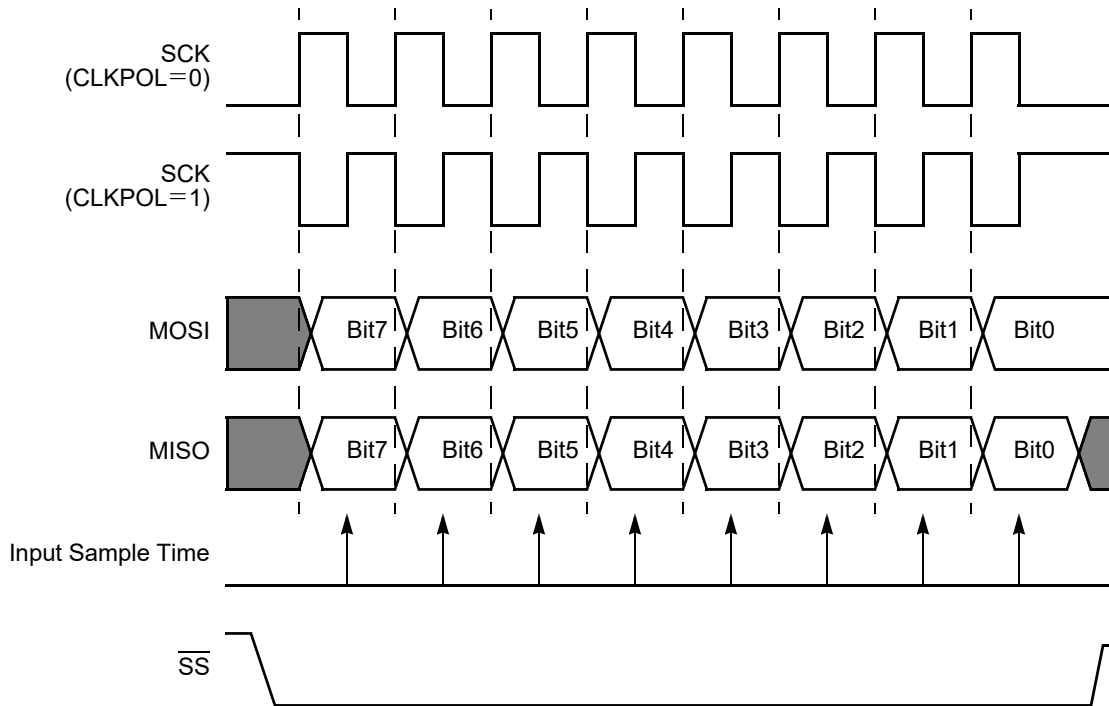 SCK
(CLKPOL=0)
SCK
(CLKPOL=1)
MOSI Bit7 Bit6 Bit5 Bit4 Bit3 Bit2 Bit1 Bit0
MISO Bit7 Bit6 Bit5 Bit4 Bit3 Bit2 Bit1 Bit0
Input Sample Time
SS